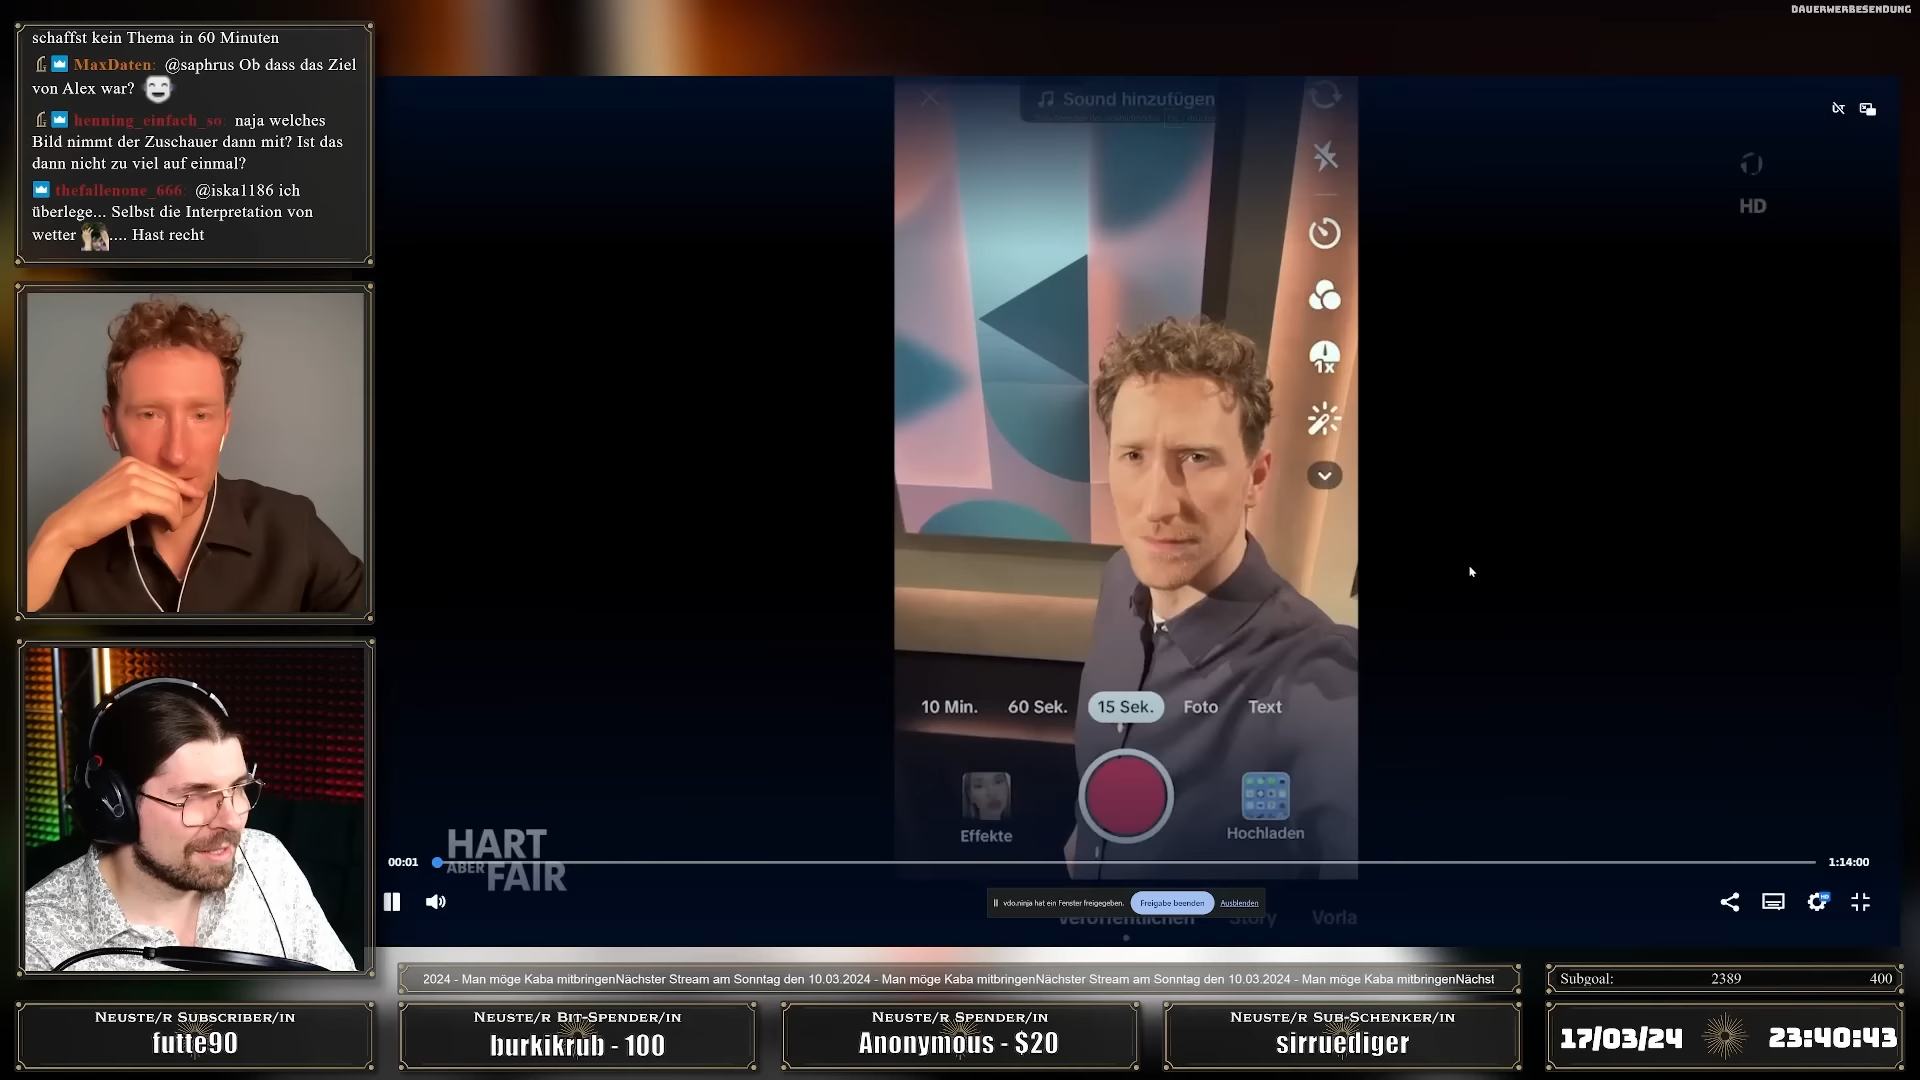 DAUERWERBESENDUNG
schaffst kein Thema in 60 Minuten
MaxDaten: @saphrus Ob dass das Ziel
von Alex war?
henning_einfach_so: naja welches
Bild nimmt der Zuschauer dann mit? Ist das
dann nicht zu viel auf einmal?
thefallenone_666: @iska1186 ich
überlege... Selbst die Interpretation von
wetter .... Hast recht
Sound hinzufügen
HD
1x
10 Min. 60 Sek. 15 Sek. Foto Text
Effekte
Hochladen
HART
ABER FAIR
00:01
1:14:00
vdo.ninja hat ein Fenster freigegeben. Freigabe beenden Ausblenden
Veröffentlichen Story Vorla
2024 - Man möge Kaba mitbringenNächster Stream am Sonntag den 10.03.2024 - Man möge Kaba mitbringenNächster Stream am Sonntag den 10.03.2024 - Man möge Kaba mitbringenNächst
Subgoal: 2389 400
Neuste/r Subscriber/in
futte90
Neuste/r Bit-Spender/in
burkikrub - 100
Neuste/r Spender/in
Anonymous - $20
Neuste/r Sub-Schenker/in
sirruediger
17/03/24 23:40:43